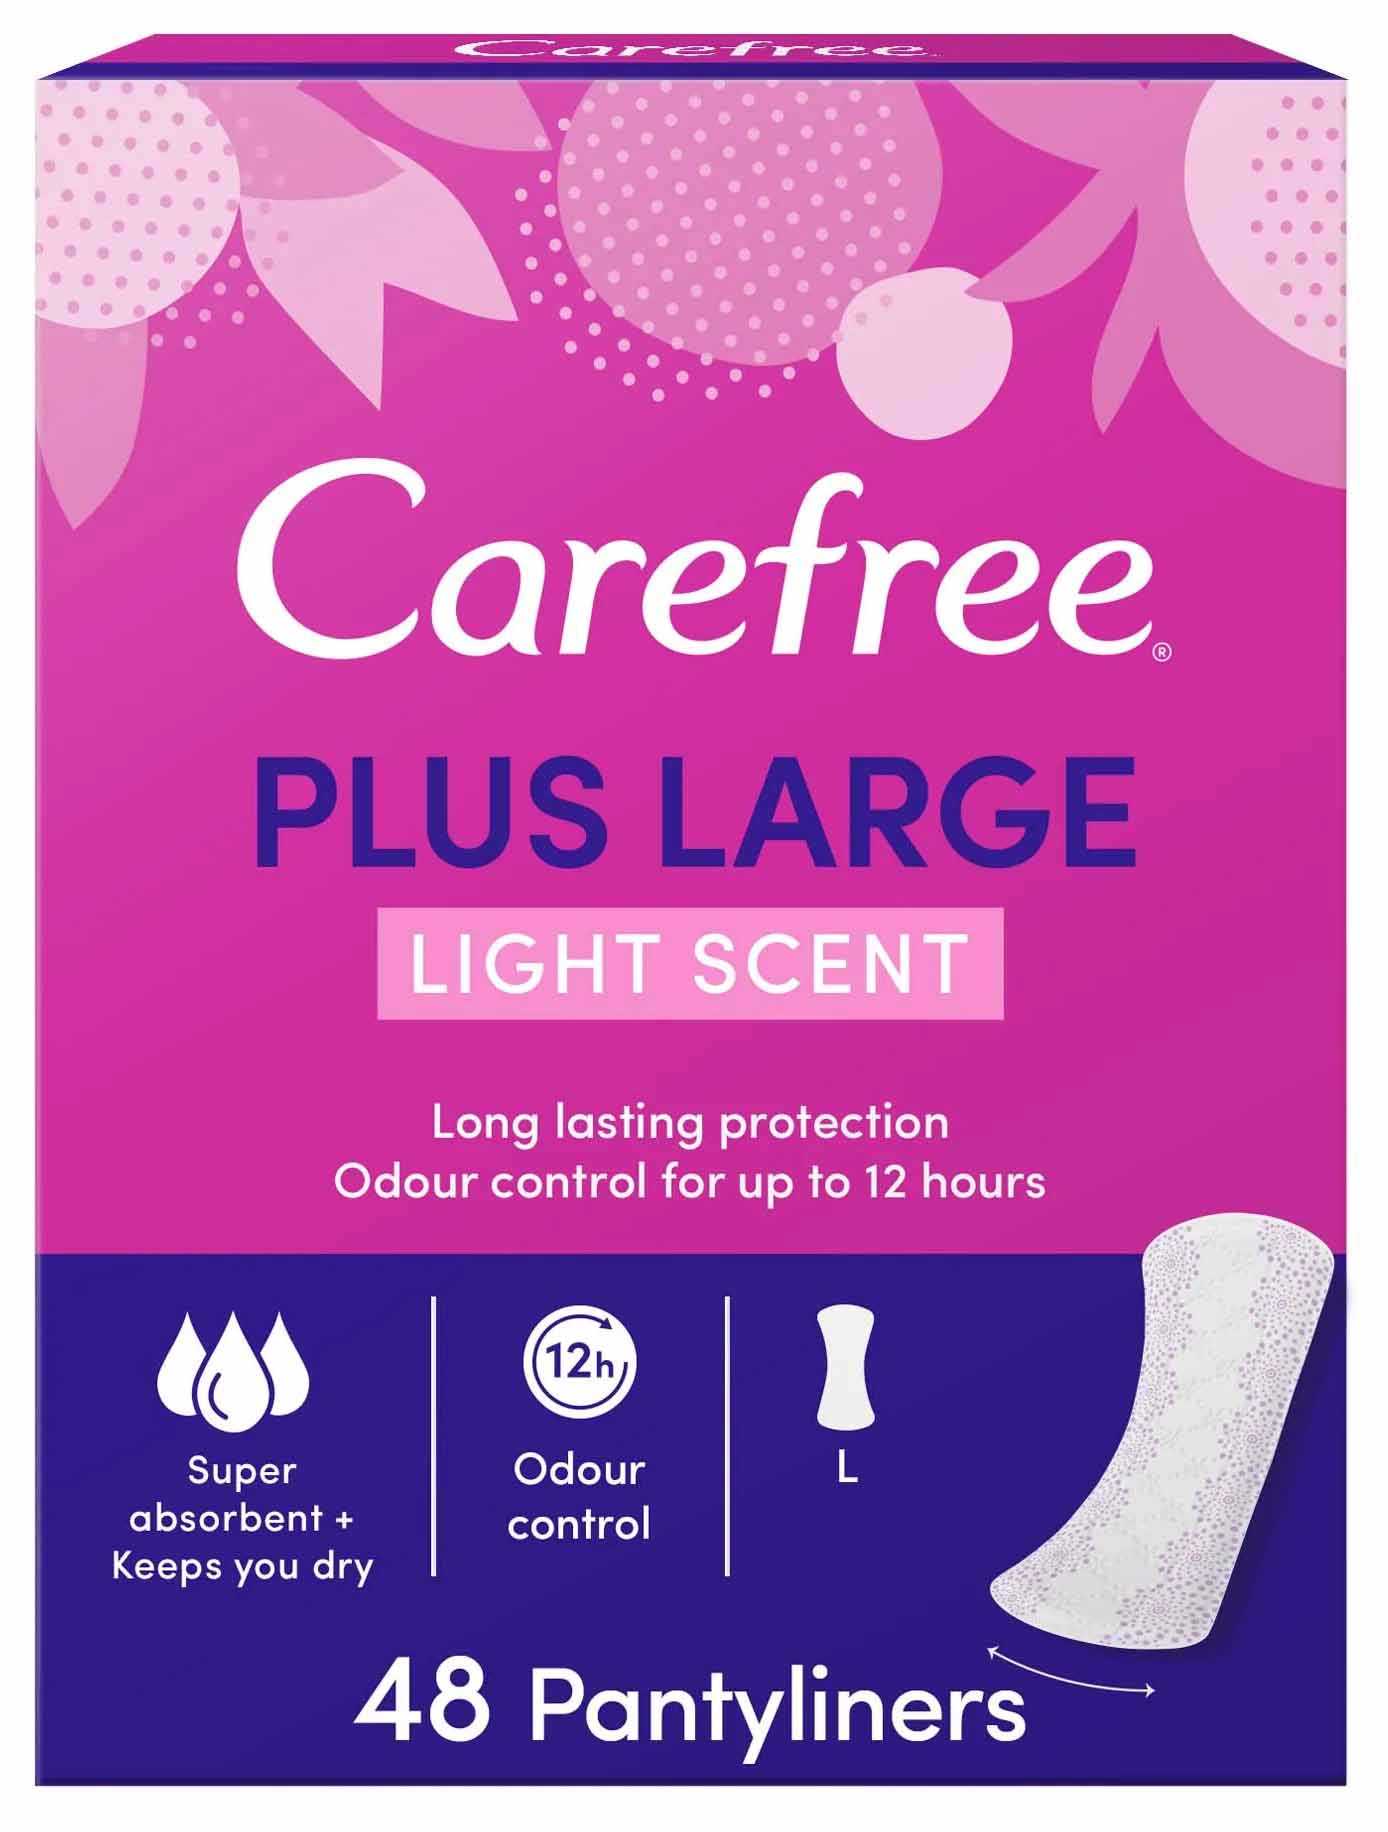 Carefree
Carefree®
PLUS LARGE
LIGHT SCENT
Long lasting protection
Odour control for up to 12 hours
Super
absorbent +
Keeps you dry
12h
Odour
control
L
48 Pantyliners